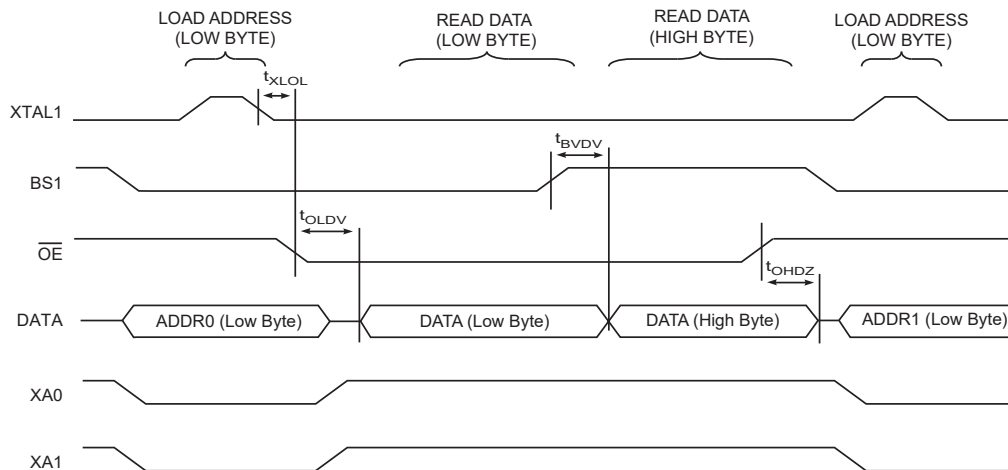 LOAD ADDRESS
(LOW BYTE)
READ DATA
(LOW BYTE)
READ DATA
(HIGH BYTE)
LOAD ADDRESS
(LOW BYTE)
tXLOL
XTAL1
tBVDV
BS1
tOLDV
OE
tOHDZ
DATA
ADDR0 (Low Byte)
DATA (Low Byte)
DATA (High Byte)
ADDR1 (Low Byte)
XA0
XA1